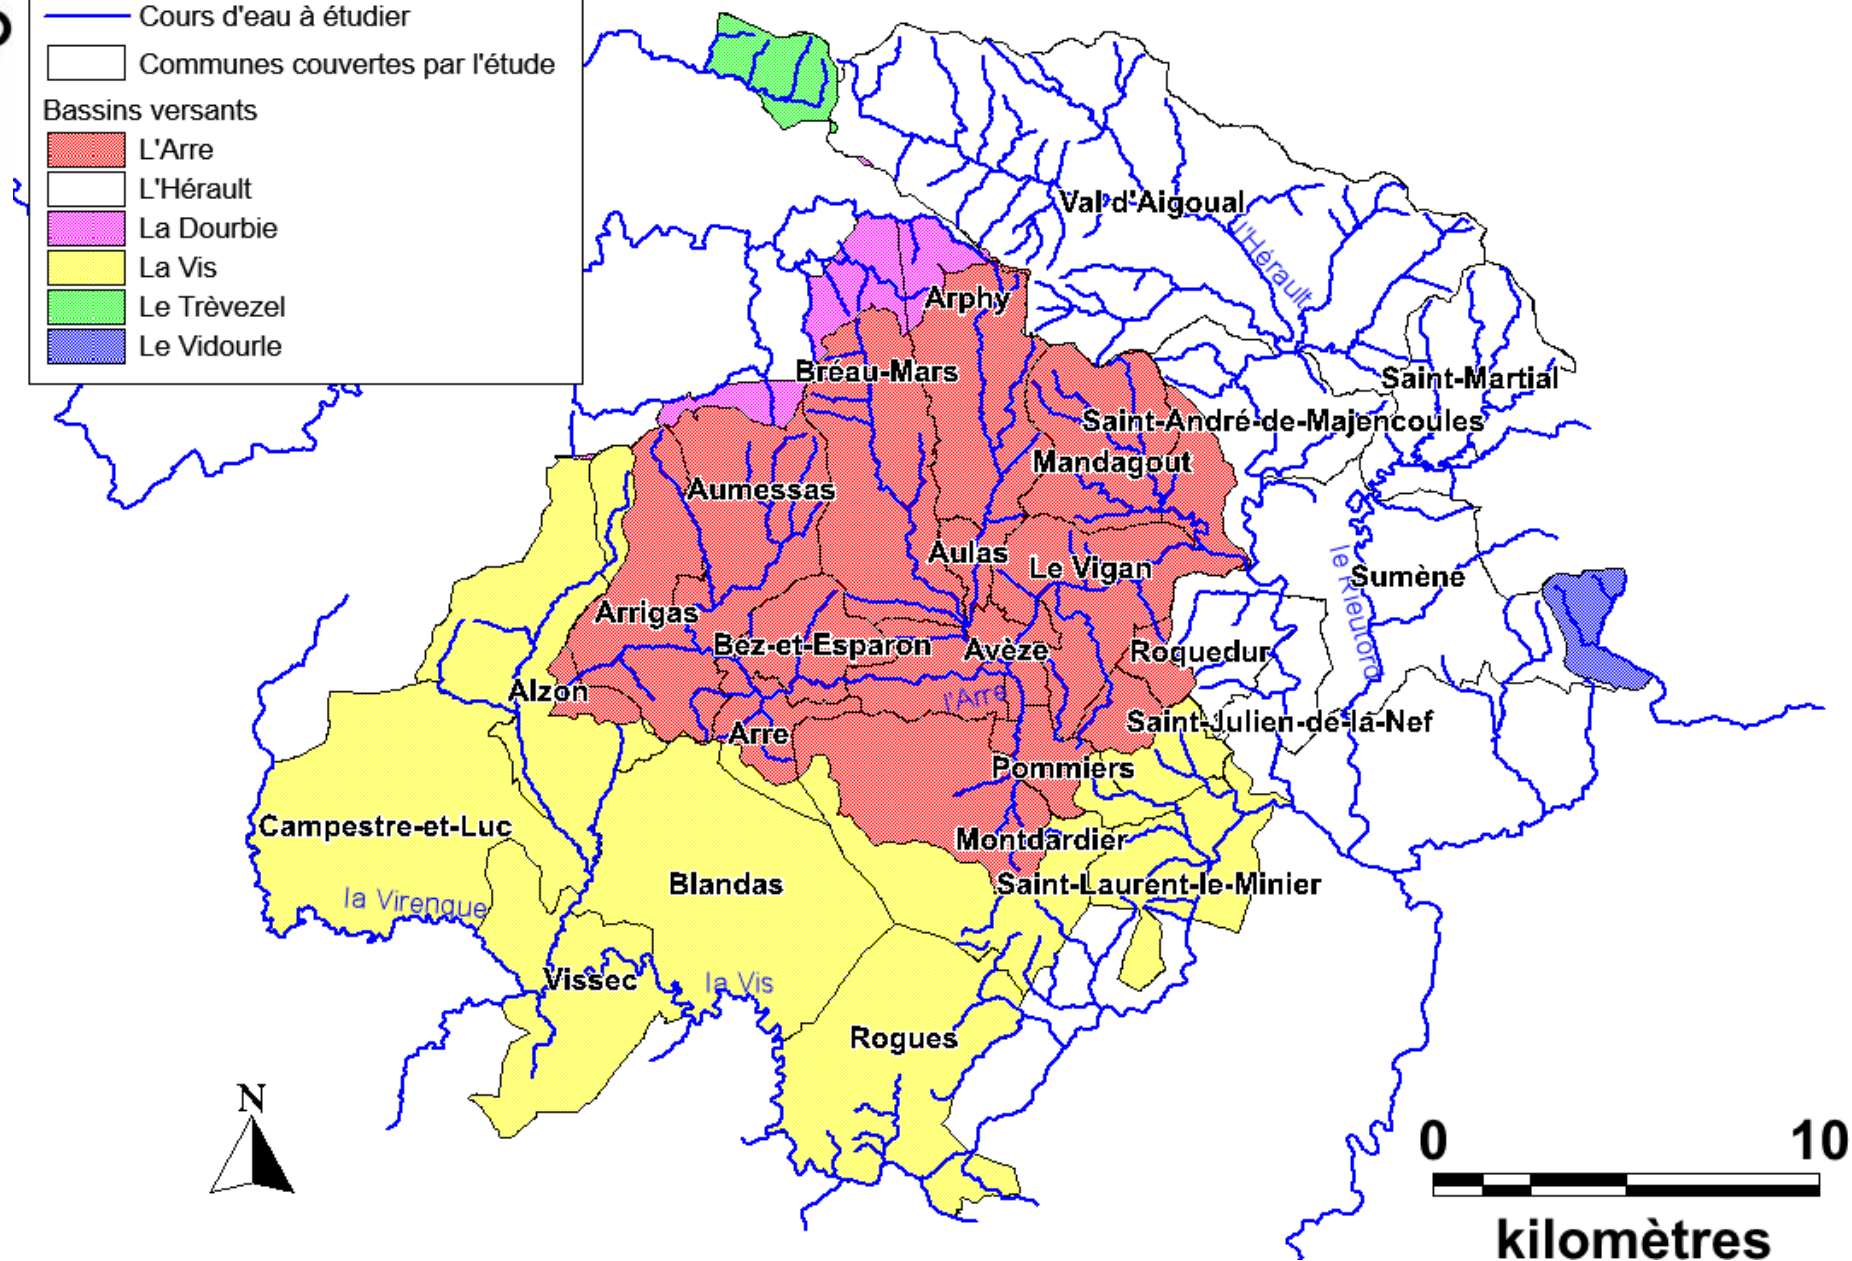 Cours d'eau à étudier
Communes couvertes par l'étude
Bassins versants
L'Arre
L'Hérault
La Dourbie
La Vis
Le Trèvezel
Le Vidourle
Val d'Aigoual
l'Hérault
Arphy
Bréau-Mars
Saint-Martial
Saint-André-de-Majencoules
Mandagout
Aumessas
Aulas
Le Vigan
le Rieutord
Sumène
Arrigas
Bez-et-Esparon
Avèze
Roquedur
Alzon
l'Arre
Arre
Saint-Julien-de-la-Nef
Pommiers
Campestre-et-Luc
Montdardier
Blandas
Saint-Laurent-le-Minier
la Virenque
Vissec
la Vis
Rogues
N
0 10
kilomètres